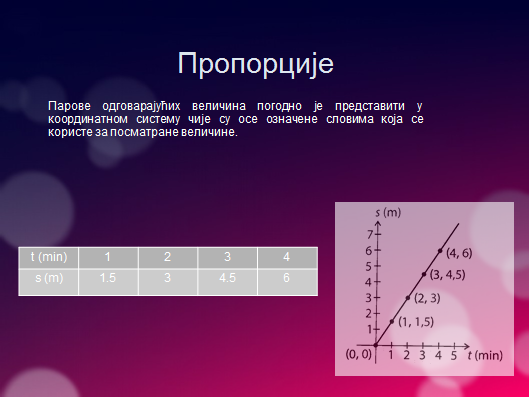 Пропорције
Парове одговарајућих величина погодно је представити у
координатном систему чије су осе означене словима која се
користе за посматране величине.
t (min) 1 2 3 4
s (m) 1.5 3 4.5 6
s (m)
7
6 (4, 6)
5
4 (3, 4,5)
3 (2, 3)
2
1 (1, 1,5)
(0, 0) 1 2 3 4 5 t (min)